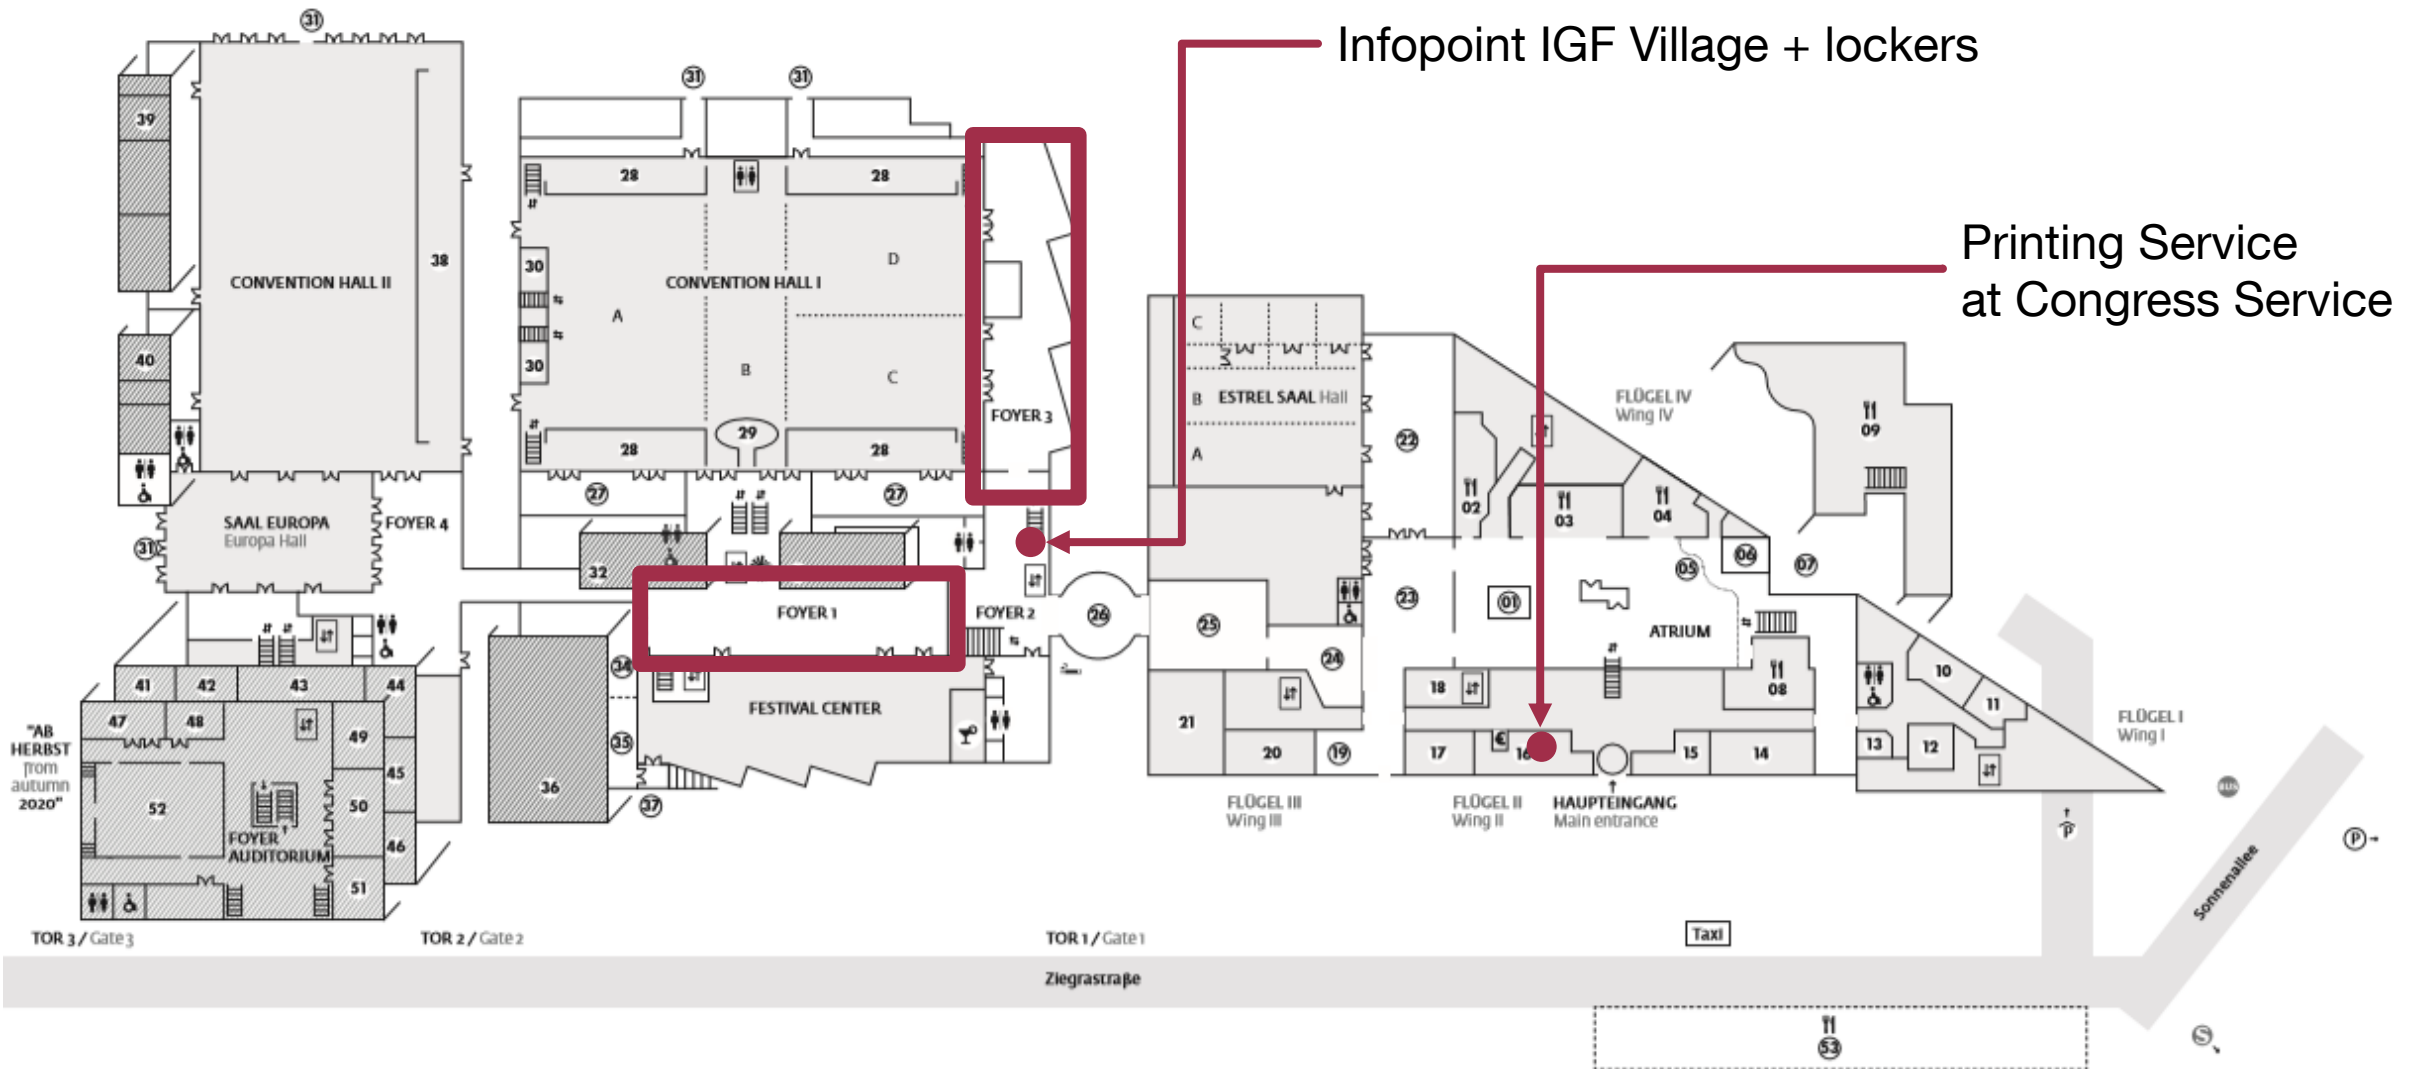 31
Infopoint IGF Village + lockers
31
31
39
28
28
Printing Service
at Congress Service
38
D
30
CONVENTION HALL II
CONVENTION HALL I
A
C
40
30
B
C
B
ESTREL SAAL Hall
FLÜGEL IV
Wing IV
FOYER 3
09
29
28
28
22
A
27
27
02
03
04
SAAL EUROPA
Europa Hall
FOYER 4
31
32
06
05
07
FOYER 1
FOYER 2
26
25
23
01
ATRIUM
34
24
41
42
43
44
18
08
10
11
47
48
FESTIVAL CENTER
21
FLÜGEL I
Wing I
"AB
HERBST
from
autumn
2020"
49
35
20
19
17
€
16
15
14
13
12
45
36
52
50
37
FLÜGEL III
Wing III
FLÜGEL II
Wing II
HAUPTEINGANG
Main entrance
BUS
P
P
FOYER
AUDITORIUM
46
51
Sonnenallee
TOR 3 / Gate 3
TOR 2 / Gate 2
TOR 1 / Gate 1
Taxi
Ziegrastraße
53
S